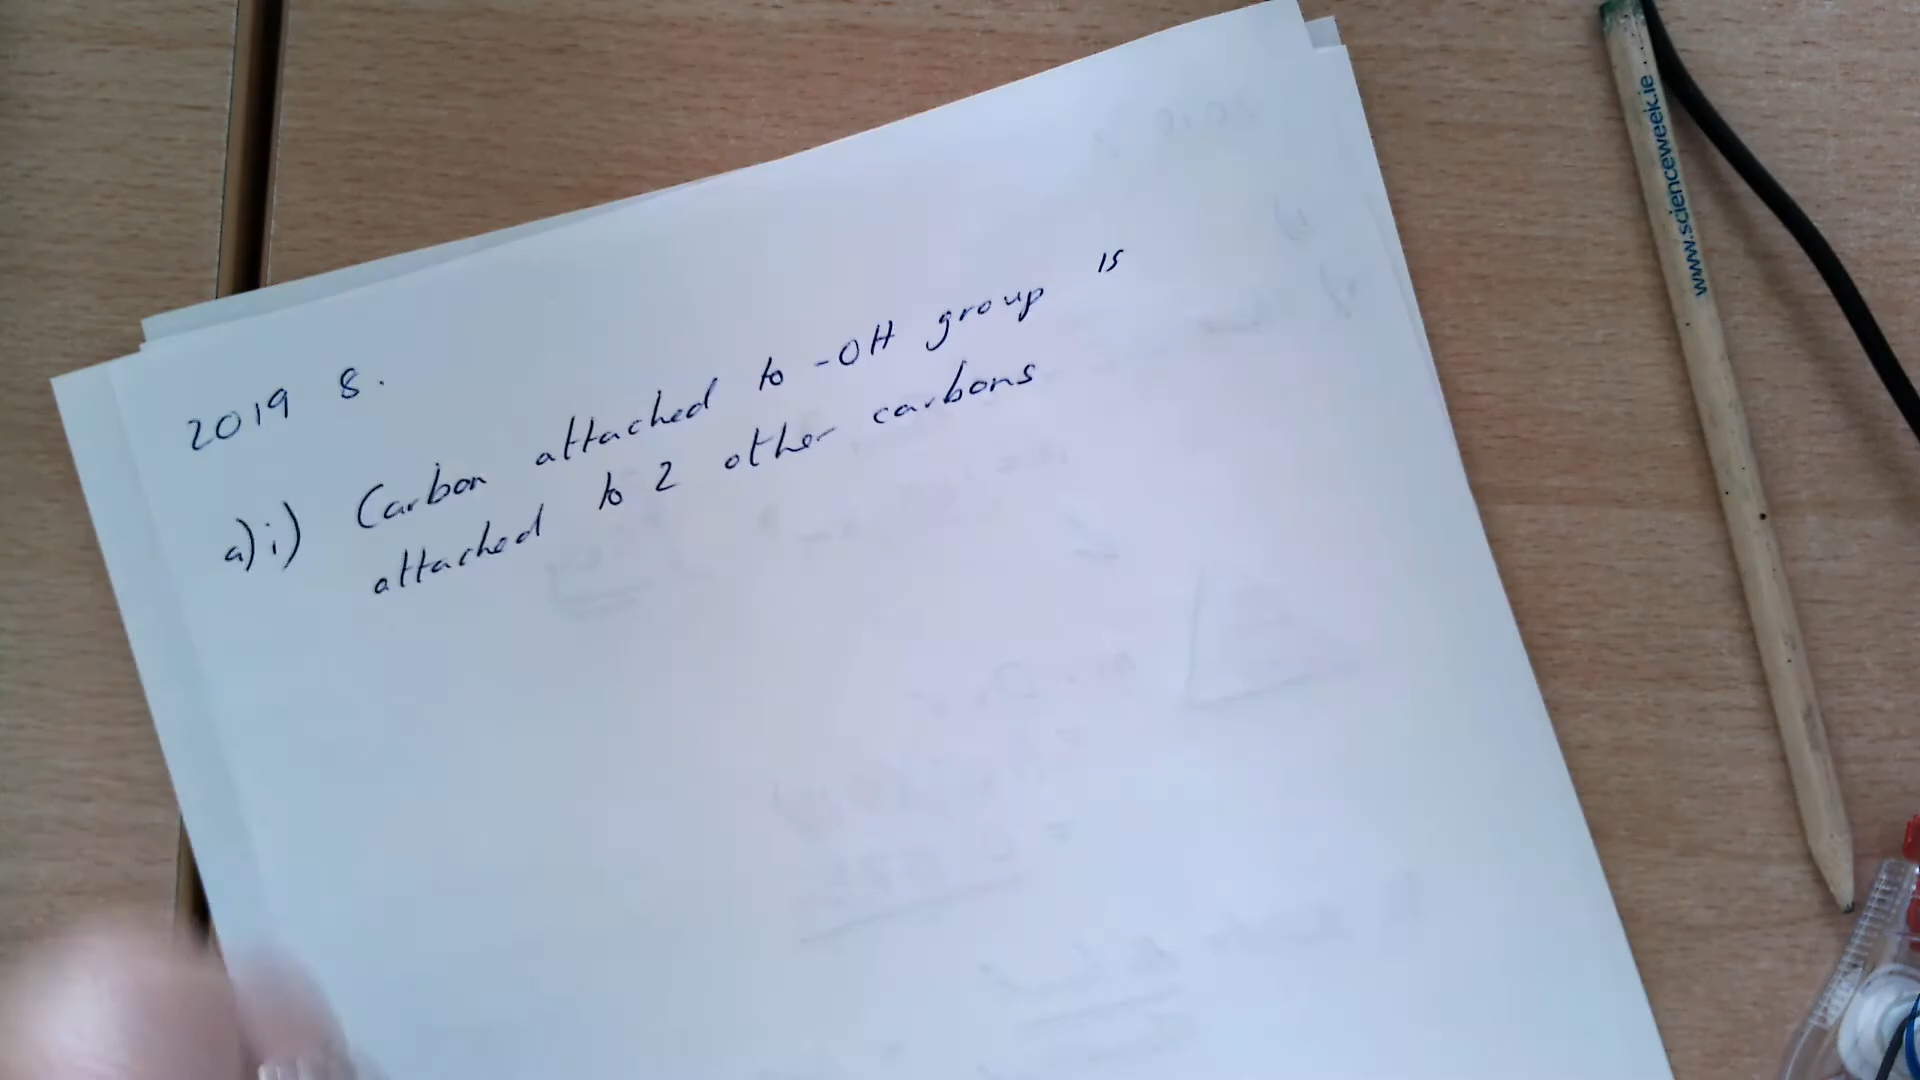 2019 8.
a) i) Carbon attached to -OH group is
attached to 2 other carbons
www.scienceweek.ie